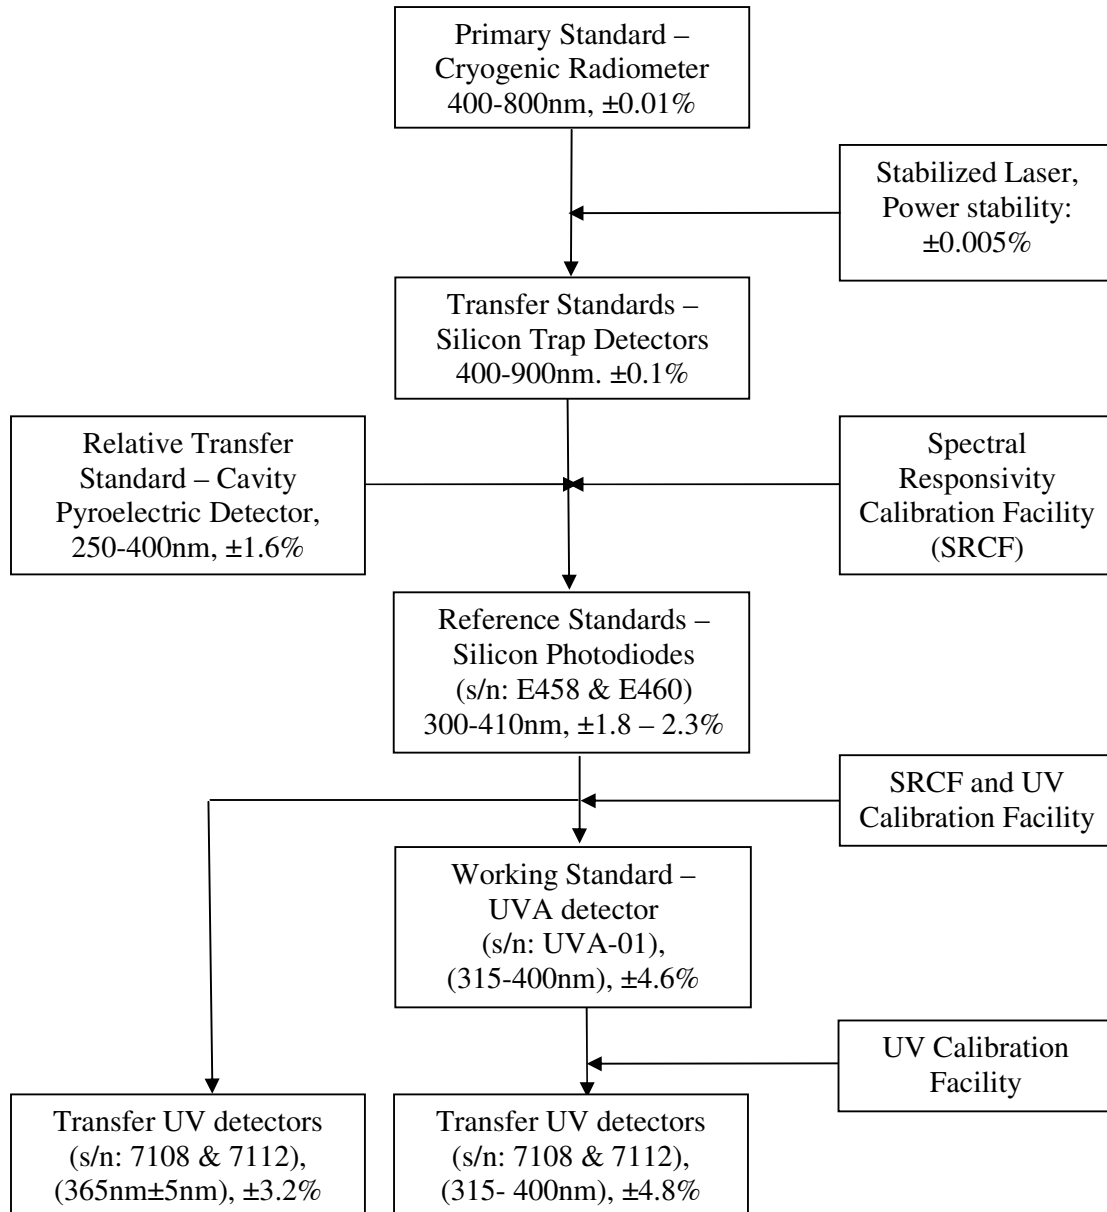 Primary Standard –
Cryogenic Radiometer
400-800nm, ±0.01%
Stabilized Laser,
Power stability:
±0.005%
Transfer Standards –
Silicon Trap Detectors
400-900nm. ±0.1%
Relative Transfer
Standard – Cavity
Pyroelectric Detector,
250-400nm, ±1.6%
Spectral
Responsivity
Calibration Facility
(SRCF)
Reference Standards –
Silicon Photodiodes
(s/n: E458 & E460)
300-410nm, ±1.8 – 2.3%
SRCF and UV
Calibration Facility
Working Standard –
UVA detector
(s/n: UVA-01),
(315-400nm), ±4.6%
UV Calibration
Facility
Transfer UV detectors
(s/n: 7108 & 7112),
(365nm±5nm), ±3.2%
Transfer UV detectors
(s/n: 7108 & 7112),
(315- 400nm), ±4.8%